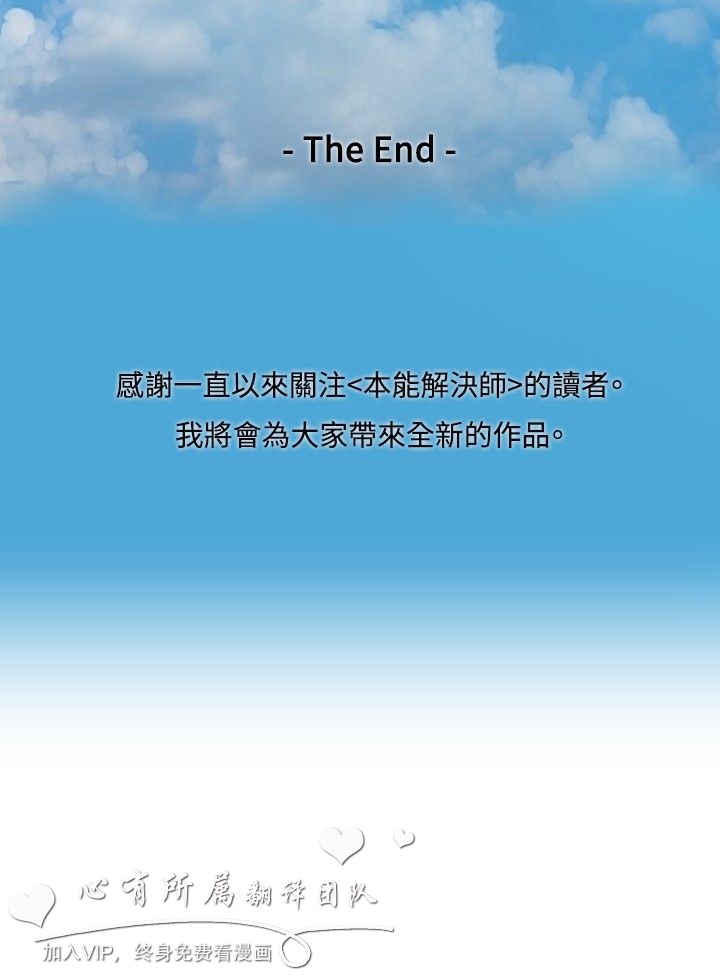 - The End -
感謝一直以來關注<本能解決師>的讀者。
我將會為大家帶來全新的作品。
心有所属翻译团队
加入VIP，终身免费看漫画